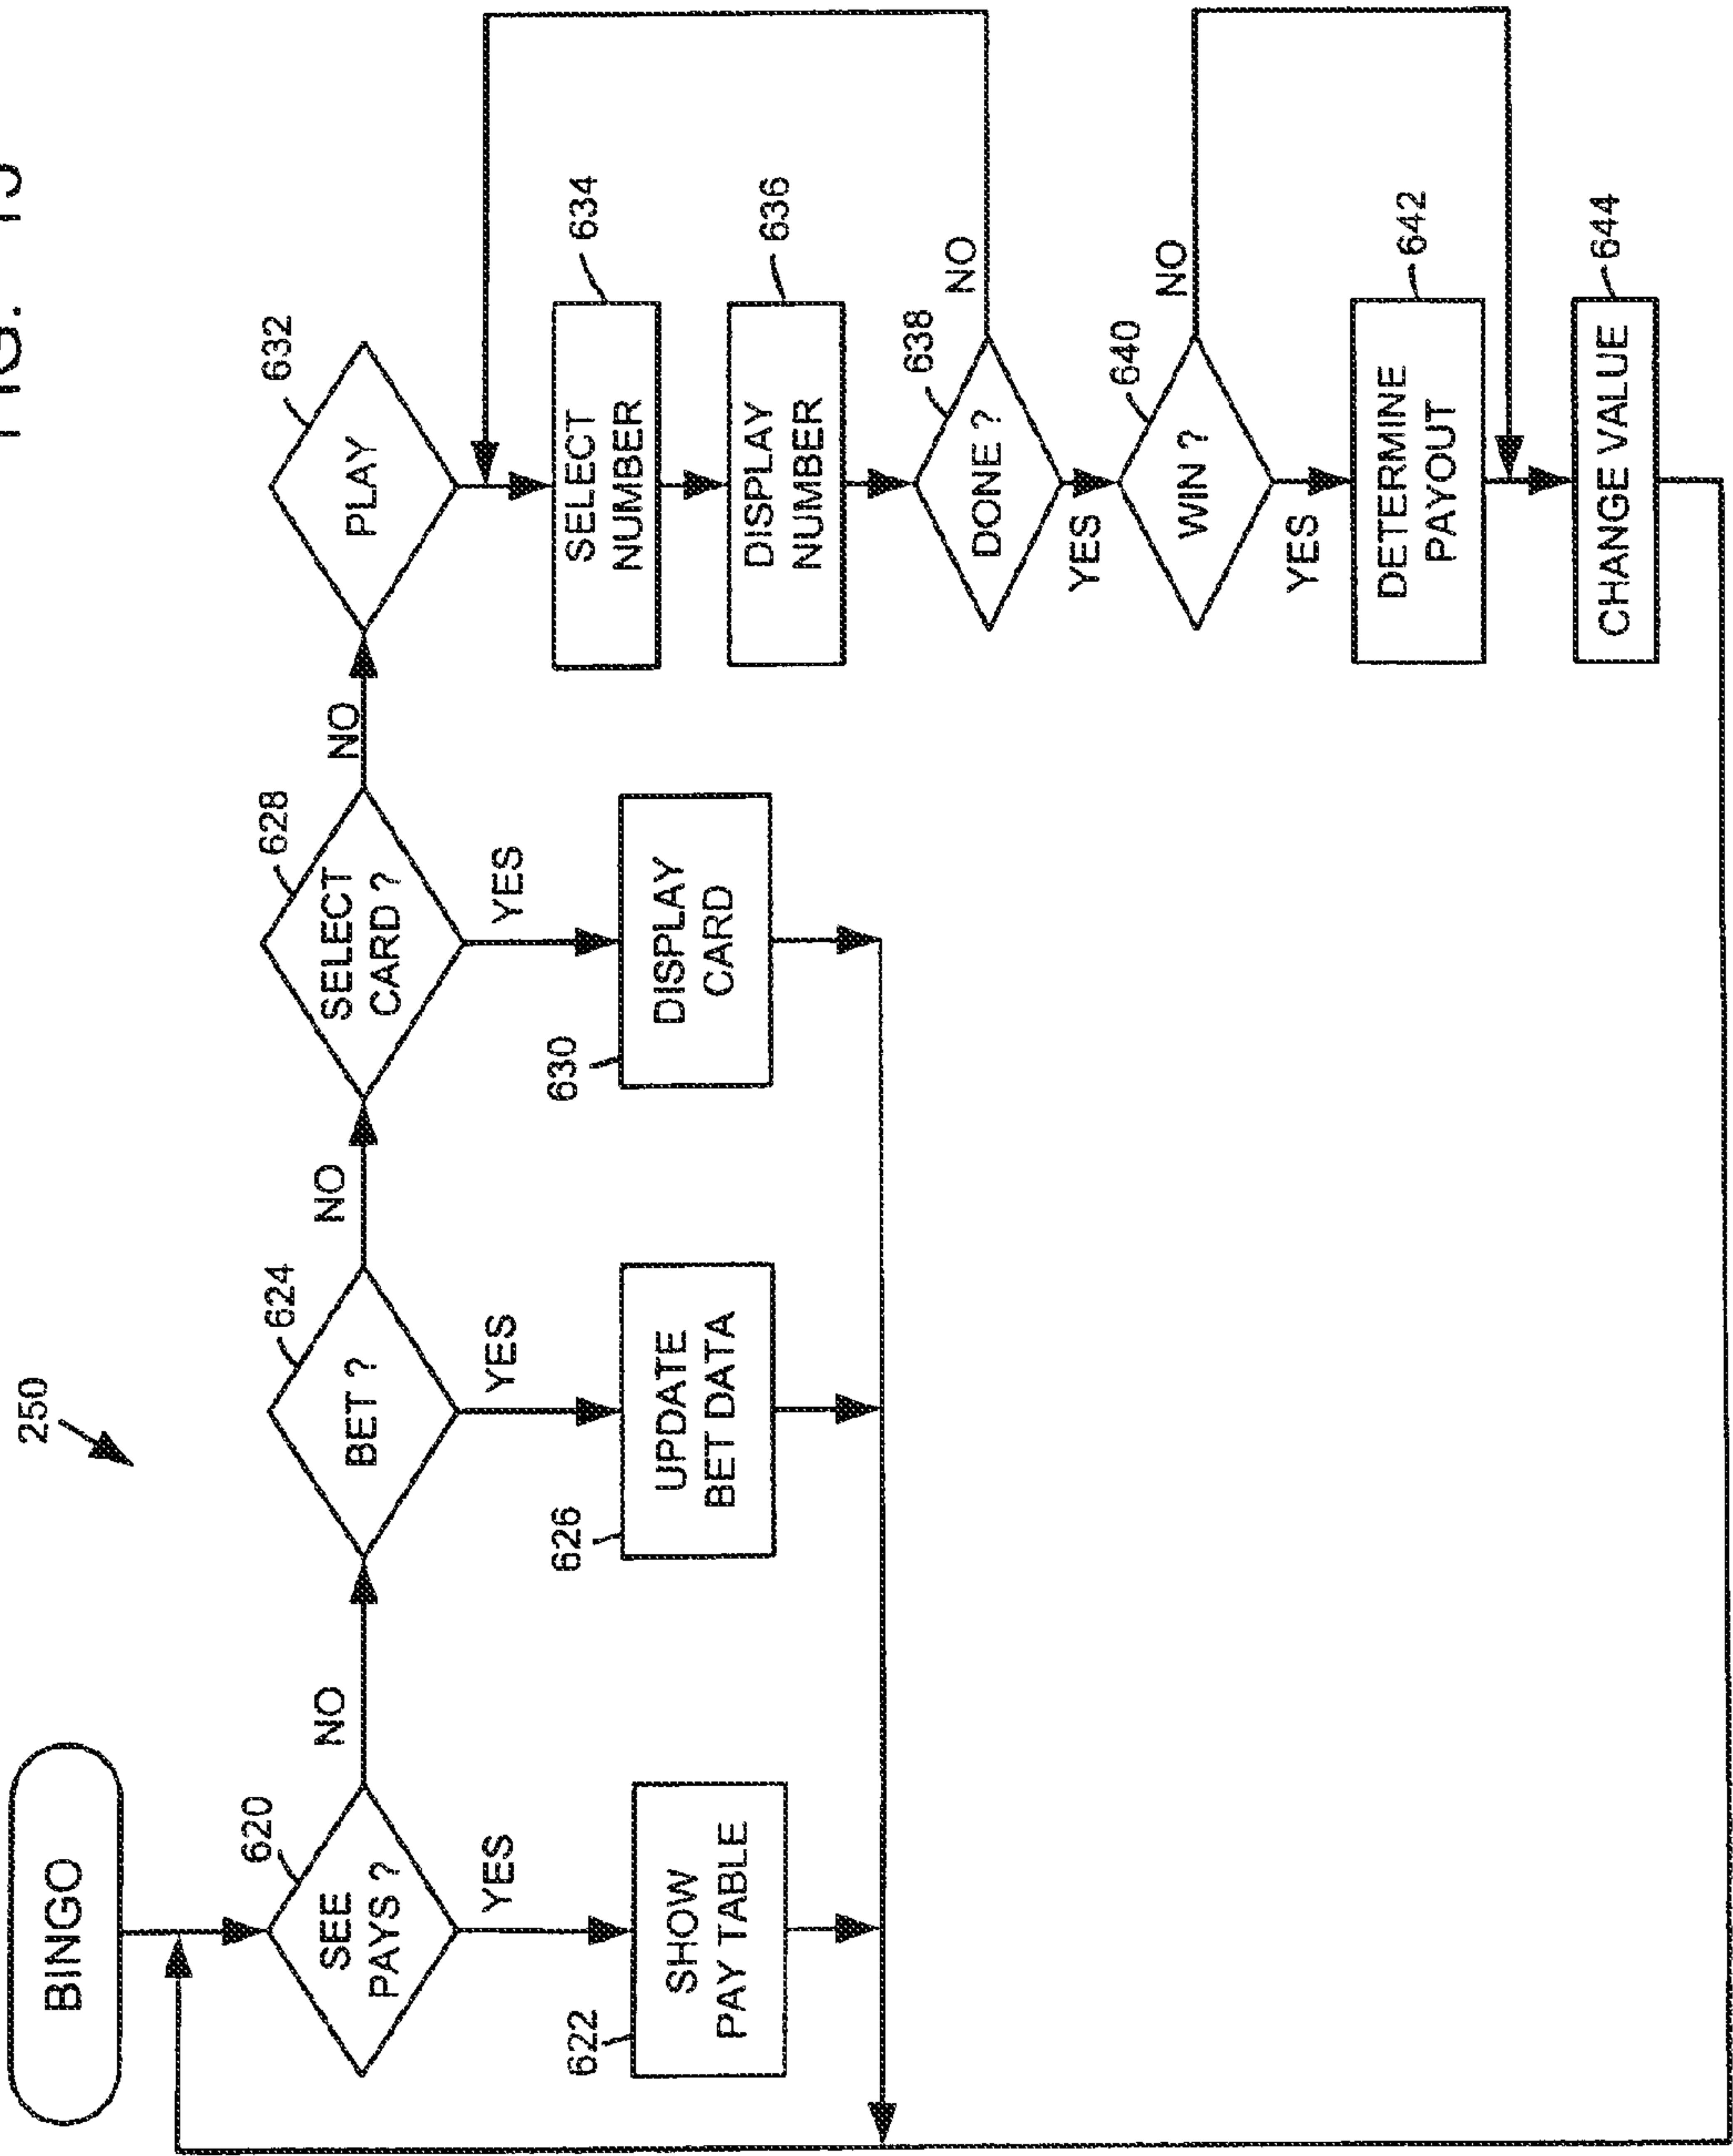 FIG.
250
BINGO
620
SEE
PAYS ?
NO
YES
622
SHOW
PAY TABLE
624
BET ?
NO
YES
626
UPDATE
BET DATA
628
SELECT
CARD ?
NO
YES
630
DISPLAY
CARD
632
PLAY
634
SELECT
NUMBER
636
DISPLAY
NUMBER
638
DONE ?
NO
YES
640
WIN ?
NO
YES
642
DETERMINE
PAYOUT
644
CHANGE VALUE